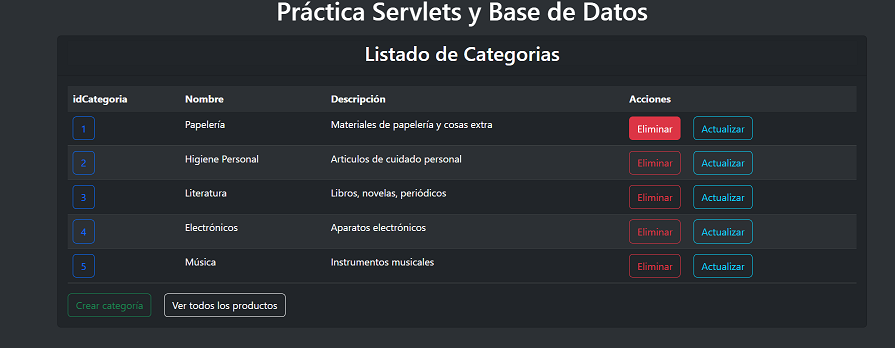 Práctica Servlets y Base de Datos
Listado de Categorias
idCategoria Nombre Descripción Acciones
1 Papelería Materiales de papelería y cosas extra Eliminar Actualizar
2 Higiene Personal Articulos de cuidado personal Eliminar Actualizar
3 Literatura Libros, novelas, periódicos Eliminar Actualizar
4 Electrónicos Aparatos electrónicos Eliminar Actualizar
5 Música Instrumentos musicales Eliminar Actualizar
Crear categoría Ver todos los productos